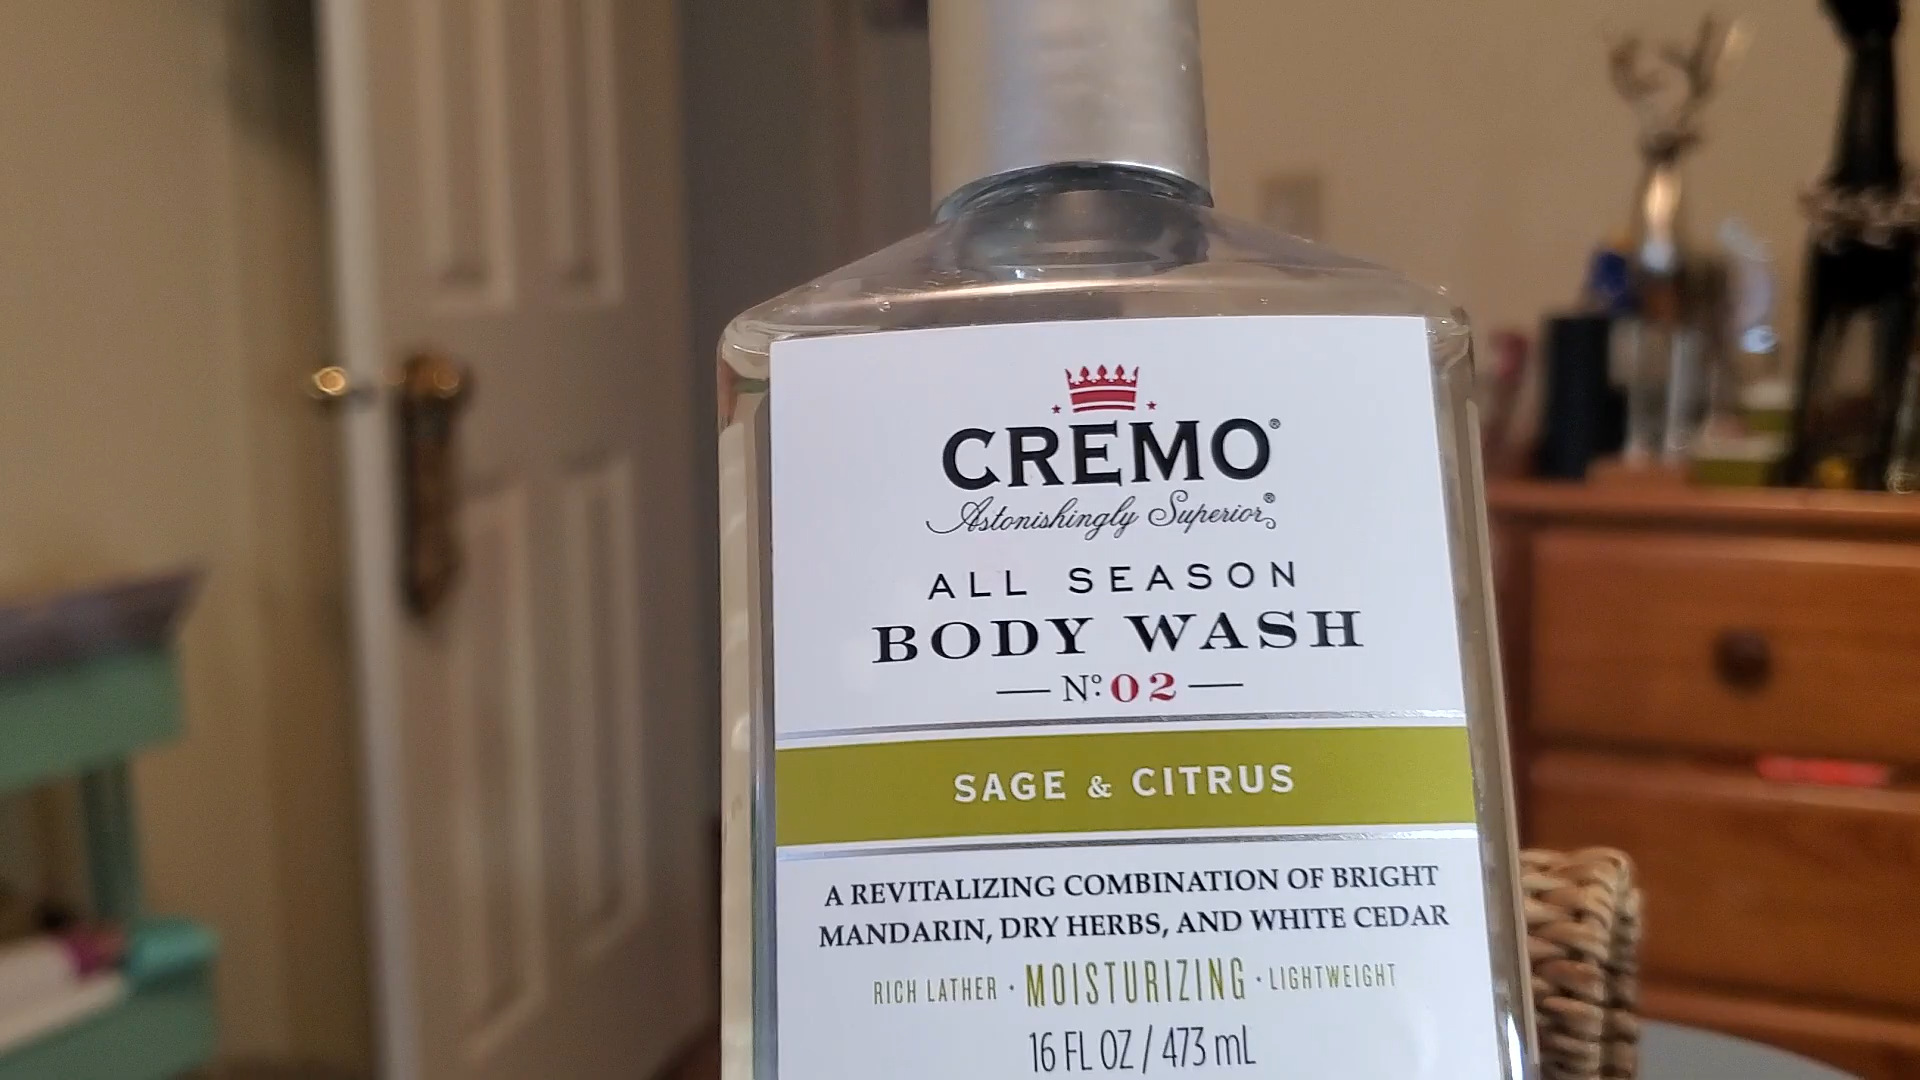 CREMO®
Astonishingly Superior®
ALL SEASON
BODY WASH
— Nº 02 —
SAGE & CITRUS
A REVITALIZING COMBINATION OF BRIGHT
MANDARIN, DRY HERBS, AND WHITE CEDAR
RICH LATHER · MOISTURIZING · LIGHTWEIGHT
16 FL OZ / 473 mL